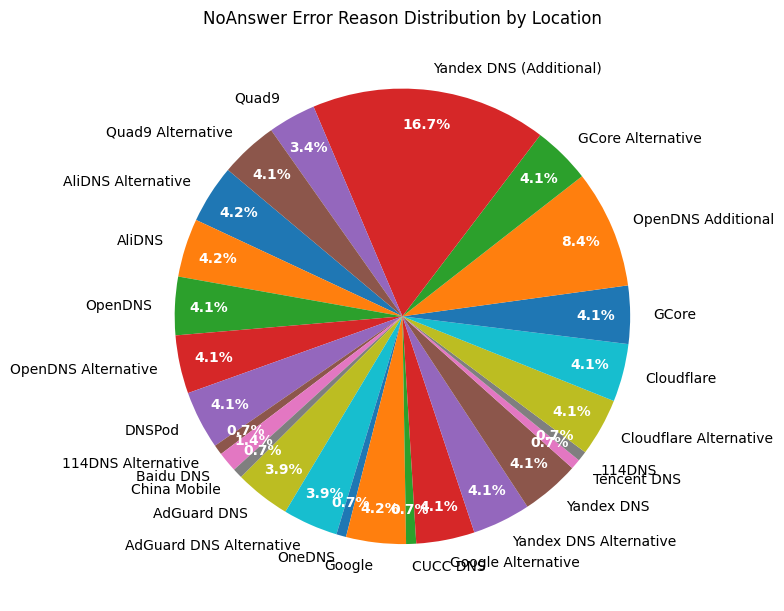 NoAnswer Error Reason Distribution by Location
Yandex DNS (Additional)
16.7%
Quad9
3.4%
GCore Alternative
4.1%
Quad9 Alternative
4.1%
AliDNS Alternative
4.2%
OpenDNS Additional
8.4%
AliDNS
4.2%
OpenDNS
4.1%
GCore
4.1%
OpenDNS Alternative
4.1%
Cloudflare
4.1%
DNSPod
4.1%
Cloudflare Alternative
4.1%
114DNS Alternative
0.7%
Baidu DNS
1.4%
China Mobile
0.7%
114DNS
0.7%
Tencent DNS
0.7%
AdGuard DNS
3.9%
Yandex DNS
4.1%
AdGuard DNS Alternative
3.9%
Yandex DNS Alternative
4.1%
OneDNS
0.7%
Google
4.2%
CUCC DNS
0.7%
Google Alternative
4.1%